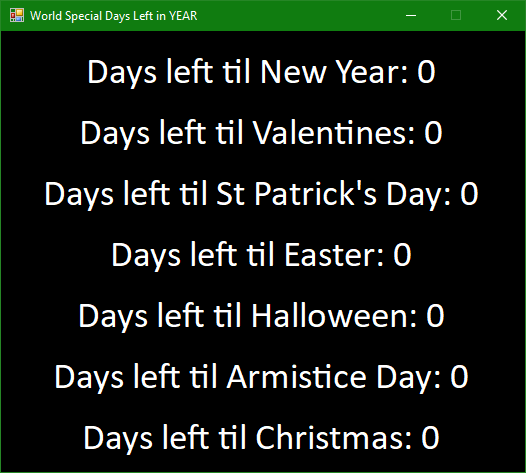 World Special Days Left in YEAR
Days left til New Year: 0
Days left til Valentines: 0
Days left til St Patrick's Day: 0
Days left til Easter: 0
Days left til Halloween: 0
Days left til Armistice Day: 0
Days left til Christmas: 0